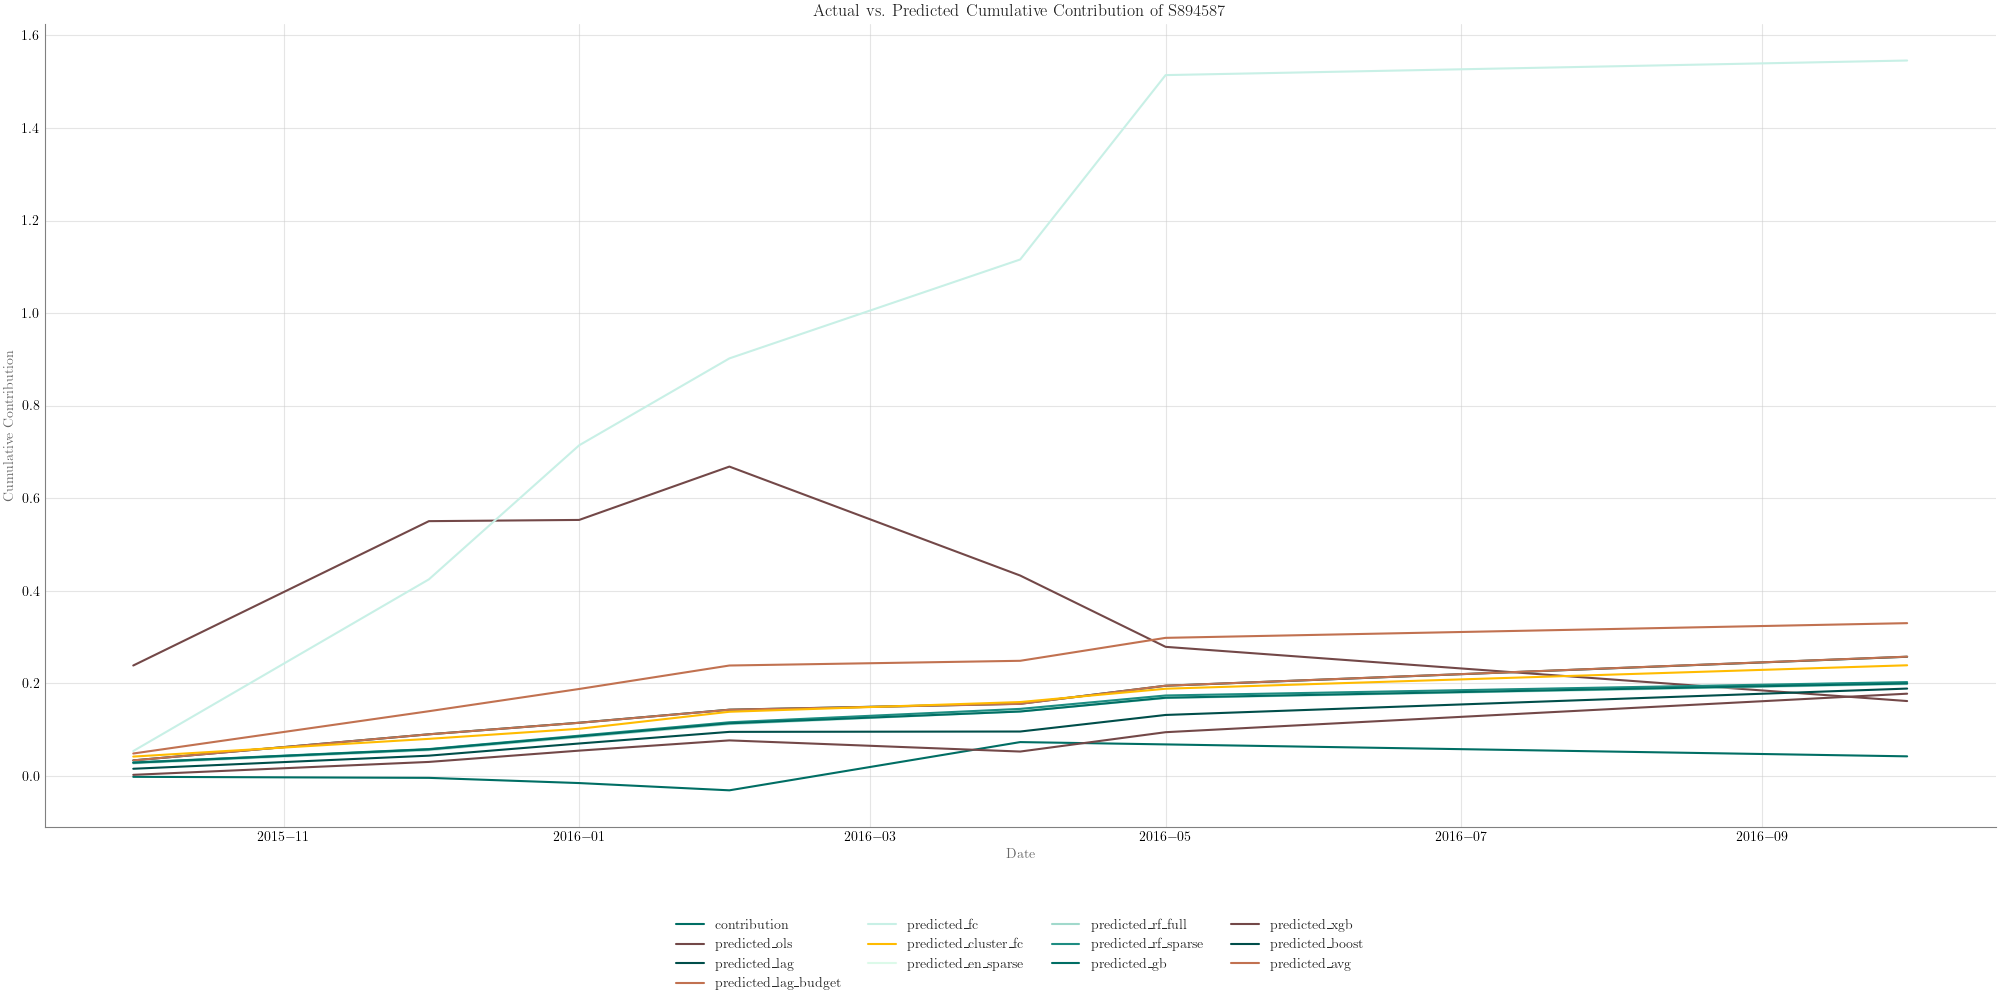 Actual vs. Predicted Cumulative Contribution of S894587
1.6
1.4
1.2
1.0
0.8
0.6
0.4
0.2
0.0
Cumulative Contribution
2015−11 2016−01 2016−03 2016−05 2016−07 2016−09
Date
contribution predicted_fc predicted_rf_full predicted_xgb
predicted_ols predicted_cluster_fc predicted_rf_sparse predicted_boost
predicted_lag predicted_en_sparse predicted_gb predicted_avg
predicted_lag_budget